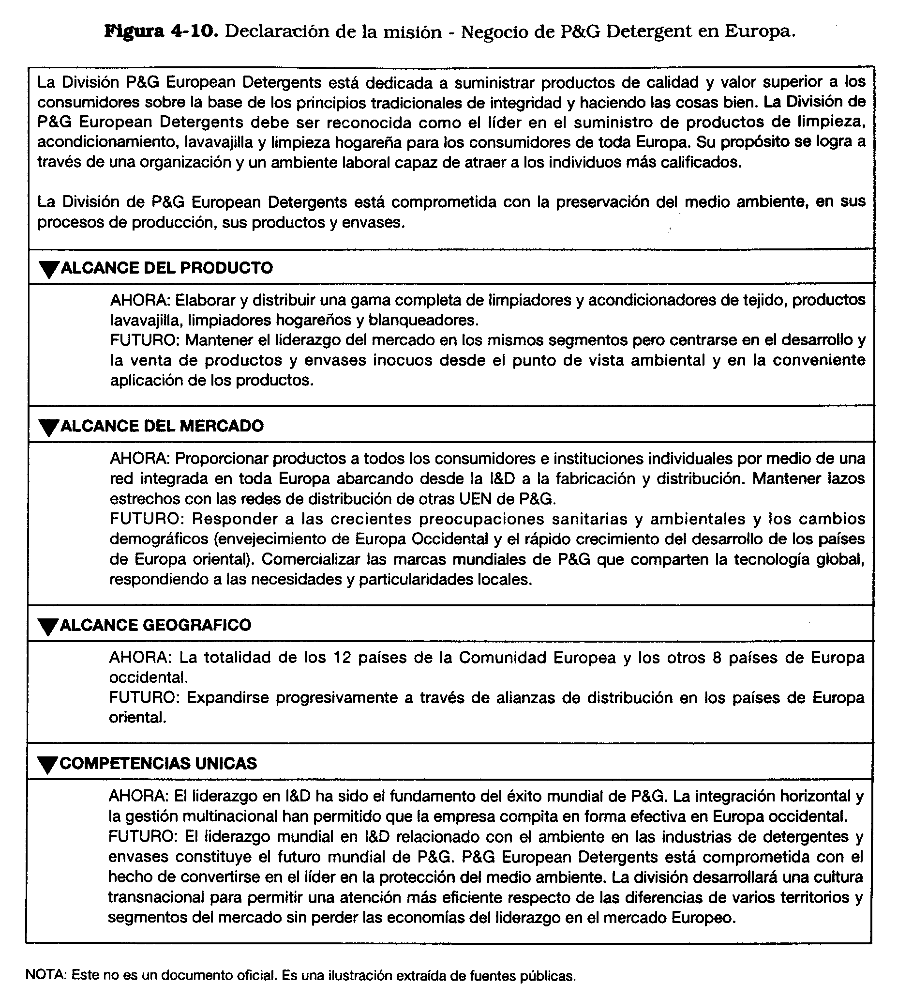 Figura 4-10. Declaración de la misión - Negocio de P&G Detergent en Europa.
La División P&G European Detergents está dedicada a suministrar productos de calidad y valor superior a los
consumidores sobre la base de los principios tradicionales de integridad y haciendo las cosas bien. La División de
P&G European Detergents debe ser reconocida como el líder en el suministro de productos de limpieza,
acondicionamiento, lavavajilla y limpieza hogareña para los consumidores de toda Europa. Su propósito se logra a
través de una organización y un ambiente laboral capaz de atraer a los individuos más calificados.
La División de P&G European Detergents está comprometida con la preservación del medio ambiente, en sus
procesos de producción, sus productos y envases.
▼ALCANCE DEL PRODUCTO
AHORA: Elaborar y distribuir una gama completa de limpiadores y acondicionadores de tejido, productos
lavavajilla, limpiadores hogareños y blanqueadores.
FUTURO: Mantener el liderazgo del mercado en los mismos segmentos pero centrarse en el desarrollo y
la venta de productos y envases inocuos desde el punto de vista ambiental y en la conveniente
aplicación de los productos.
▼ALCANCE DEL MERCADO
AHORA: Proporcionar productos a todos los consumidores e instituciones individuales por medio de una
red integrada en toda Europa abarcando desde la I&D a la fabricación y distribución. Mantener lazos
estrechos con las redes de distribución de otras UEN de P&G.
FUTURO: Responder a las crecientes preocupaciones sanitarias y ambientales y los cambios
demográficos (envejecimiento de Europa Occidental y el rápido crecimiento del desarrollo de los países
de Europa oriental). Comercializar las marcas mundiales de P&G que comparten la tecnología global,
respondiendo a las necesidades y particularidades locales.
▼ALCANCE GEOGRAFICO
AHORA: La totalidad de los 12 países de la Comunidad Europea y los otros 8 países de Europa
occidental.
FUTURO: Expandirse progresivamente a través de alianzas de distribución en los países de Europa
oriental.
▼COMPETENCIAS UNICAS
AHORA: El liderazgo en I&D ha sido el fundamento del éxito mundial de P&G. La integración horizontal y
la gestión multinacional han permitido que la empresa compita en forma efectiva en Europa occidental.
FUTURO: El liderazgo mundial en I&D relacionado con el ambiente en las industrias de detergentes y
envases constituye el futuro mundial de P&G. P&G European Detergents está comprometida con el
hecho de convertirse en el líder en la protección del medio ambiente. La división desarrollará una cultura
transnacional para permitir una atención más eficiente respecto de las diferencias de varios territorios y
segmentos del mercado sin perder las economías del liderazgo en el mercado Europeo.
NOTA: Este no es un documento oficial. Es una ilustración extraída de fuentes públicas.